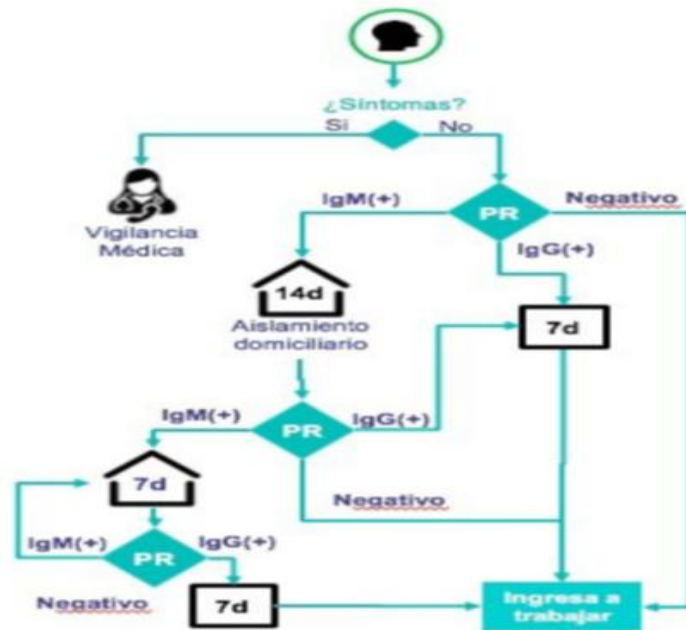 ¿Síntomas?
Si No
IgM(+) PR Negativo
Vigilancia
Médica
IgG(+)
14d
7d
Aislamiento
domiciliario
IgM(+) PR IgG(+)
7d
Negativo
IgM(+) PR IgG(+)
Negativo
7d
Ingresa a
trabajar